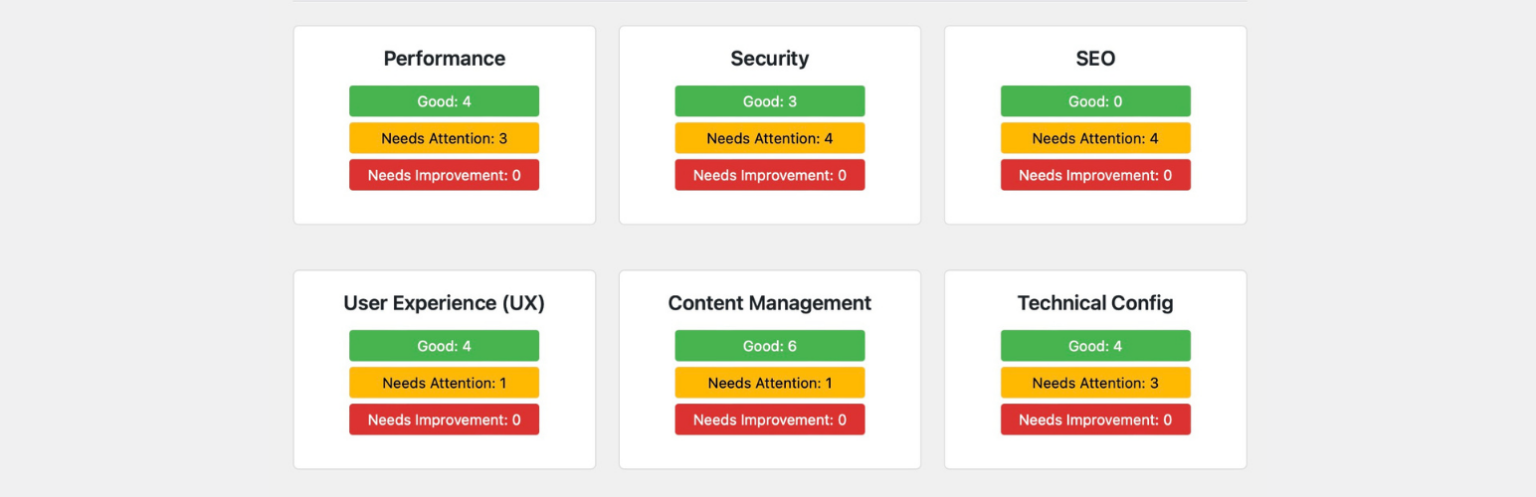 Performance
Good: 4
Needs Attention: 3
Needs Improvement: 0
Security
Good: 3
Needs Attention: 4
Needs Improvement: 0
SEO
Good: 0
Needs Attention: 4
Needs Improvement: 0
User Experience (UX)
Good: 4
Needs Attention: 1
Needs Improvement: 0
Content Management
Good: 6
Needs Attention: 1
Needs Improvement: 0
Technical Config
Good: 4
Needs Attention: 3
Needs Improvement: 0